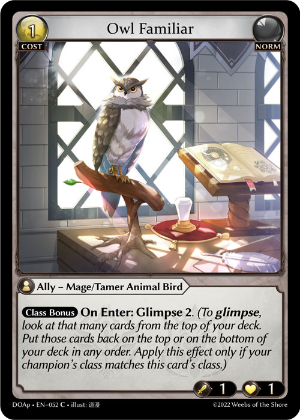 Owl Familiar
1
COST
NORM
Ally – Mage/Tamer Animal Bird
Class Bonus On Enter: Glimpse 2. (To glimpse,
look at that many cards from the top of your deck.
Put those cards back on the top or on the bottom of
your deck in any order. Apply this effect only if your
champion's class matches this card's class.)
1 1
DOAp • EN-052 C • illust:
©2022 Weebs of the Shore